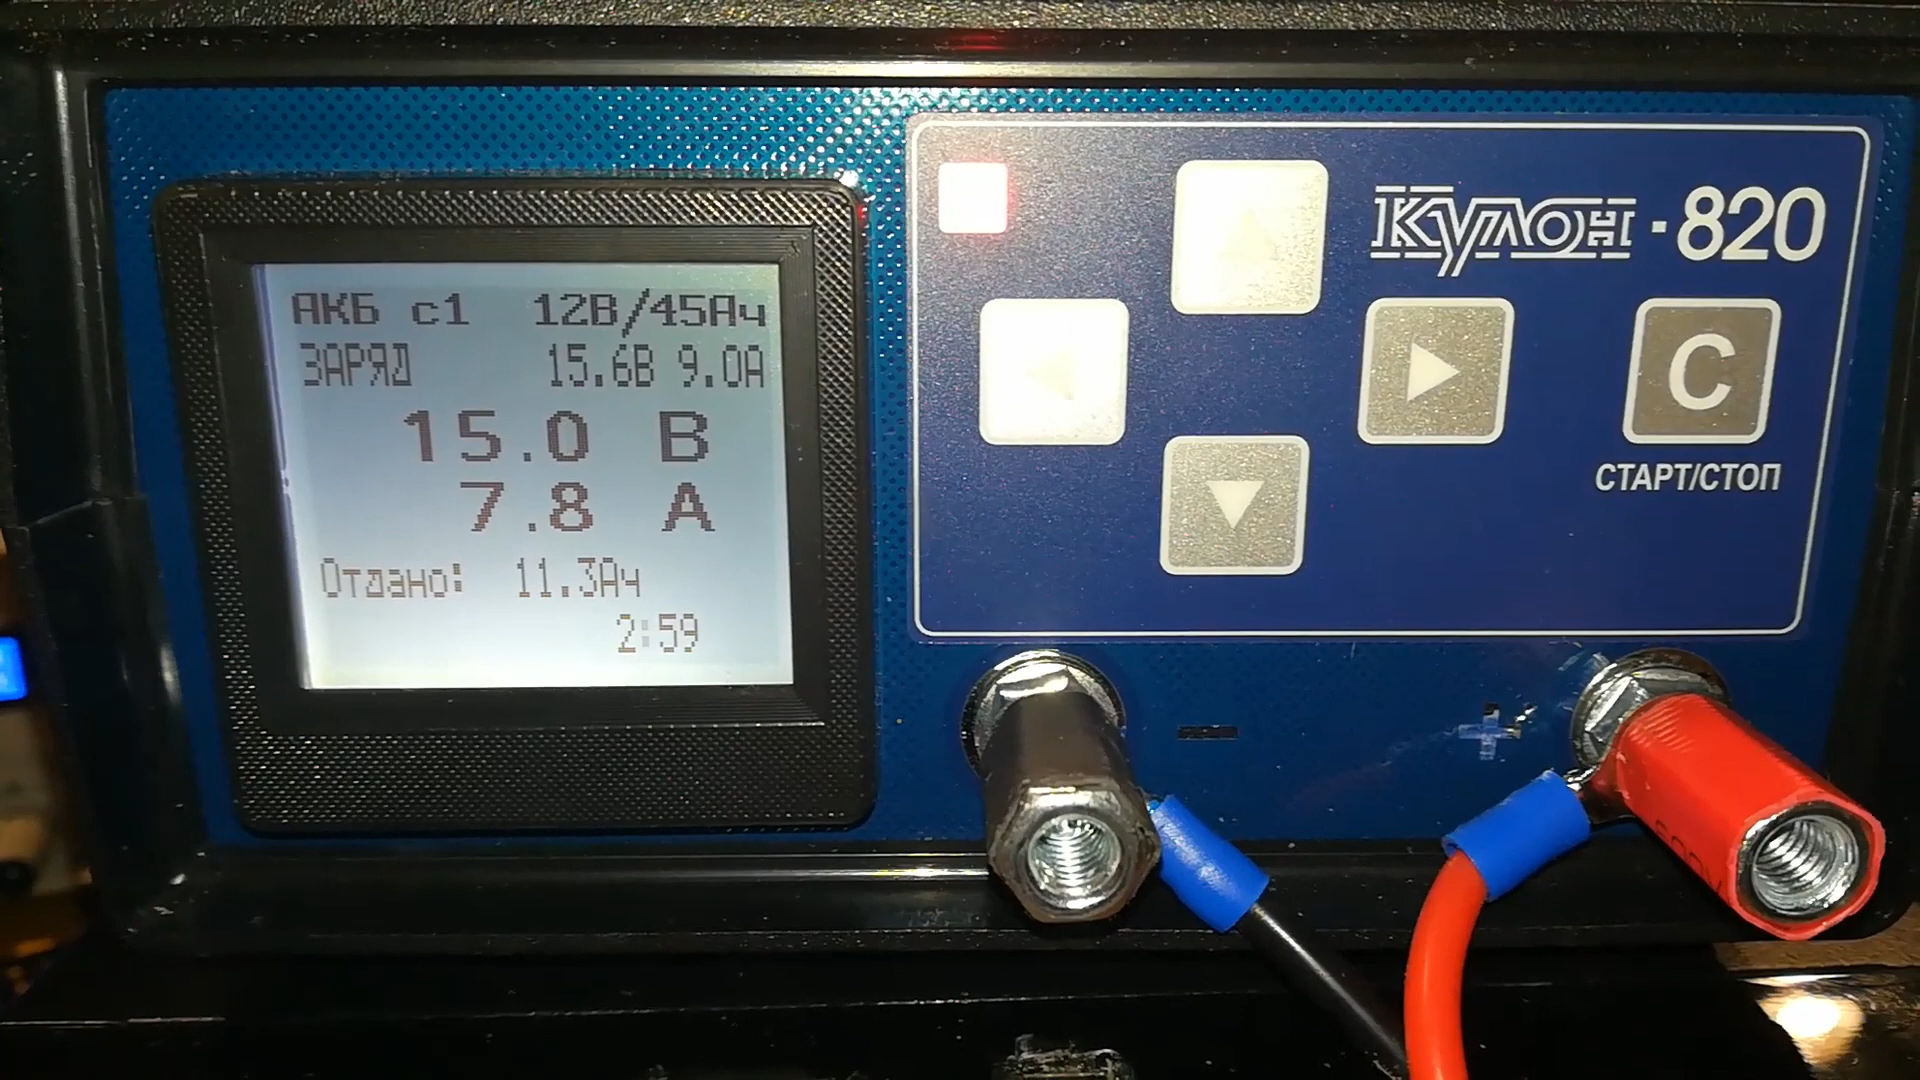 АКБ с1 12В/45Ач
ЗАРЯД 15.6В 9.0А
15.0 В
7.8 А
Отдано: 11.3Ач
2:59
КУЛОН-820
С
СТАРТ/СТОП
- +